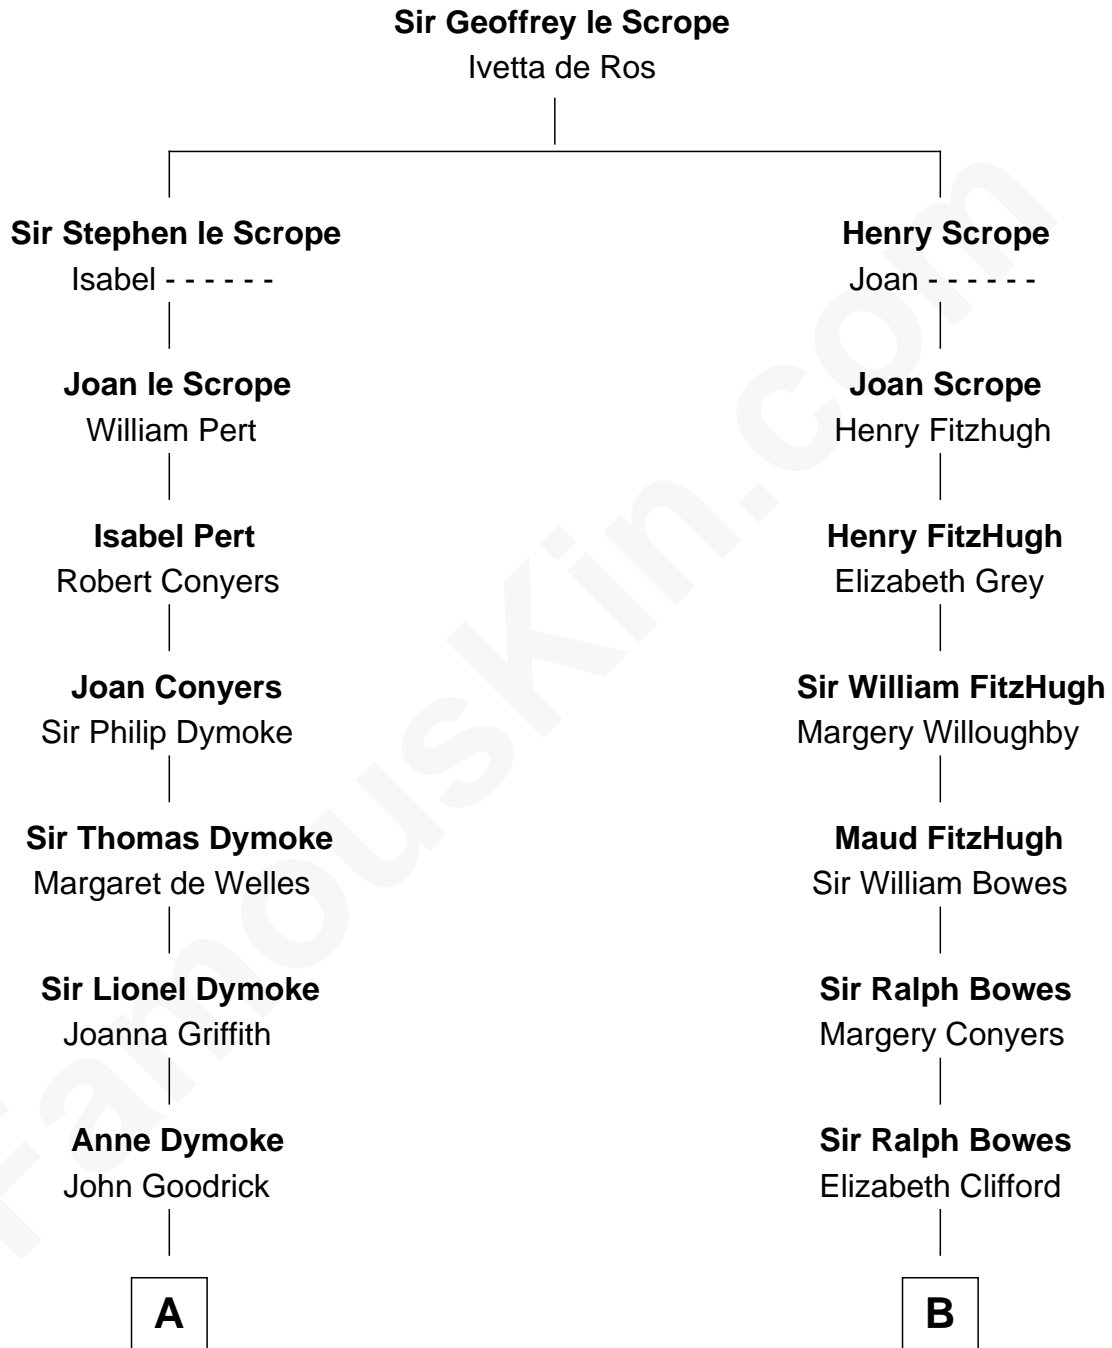 Sir Geoffrey le Scrope
Ivetta de Ros
Sir Stephen le Scrope
Isabel - - - - - -
Joan le Scrope
William Pert
Isabel Pert
Robert Conyers
Joan Conyers
Sir Philip Dymoke
Sir Thomas Dymoke
Margaret de Welles
Sir Lionel Dymoke
Joanna Griffith
Anne Dymoke
John Goodrick
A
Henry Scrope
Joan - - - - - -
Joan Scrope
Henry Fitzhugh
Henry FitzHugh
Elizabeth Grey
Sir William FitzHugh
Margery Willoughby
Maud FitzHugh
Sir William Bowes
Sir Ralph Bowes
Margery Conyers
Sir Ralph Bowes
Elizabeth Clifford
B
FamousKin.com